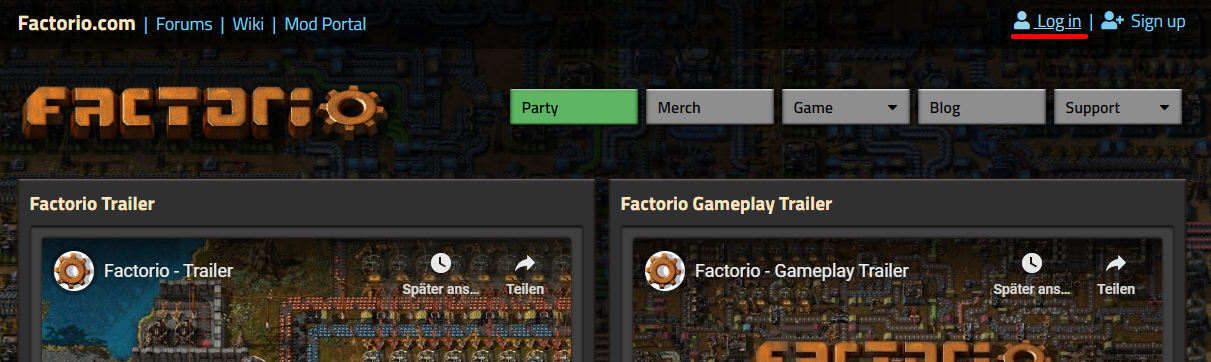 Factorio.com | Forums | Wiki | Mod Portal
Log in | Sign up
FACTORIO
Party
Merch
Game
Blog
Support
Factorio Trailer
Factorio - Trailer
Später ans...
Teilen
Factorio Gameplay Trailer
Factorio - Gameplay Trailer
Später ans...
Teilen
FACTORIO